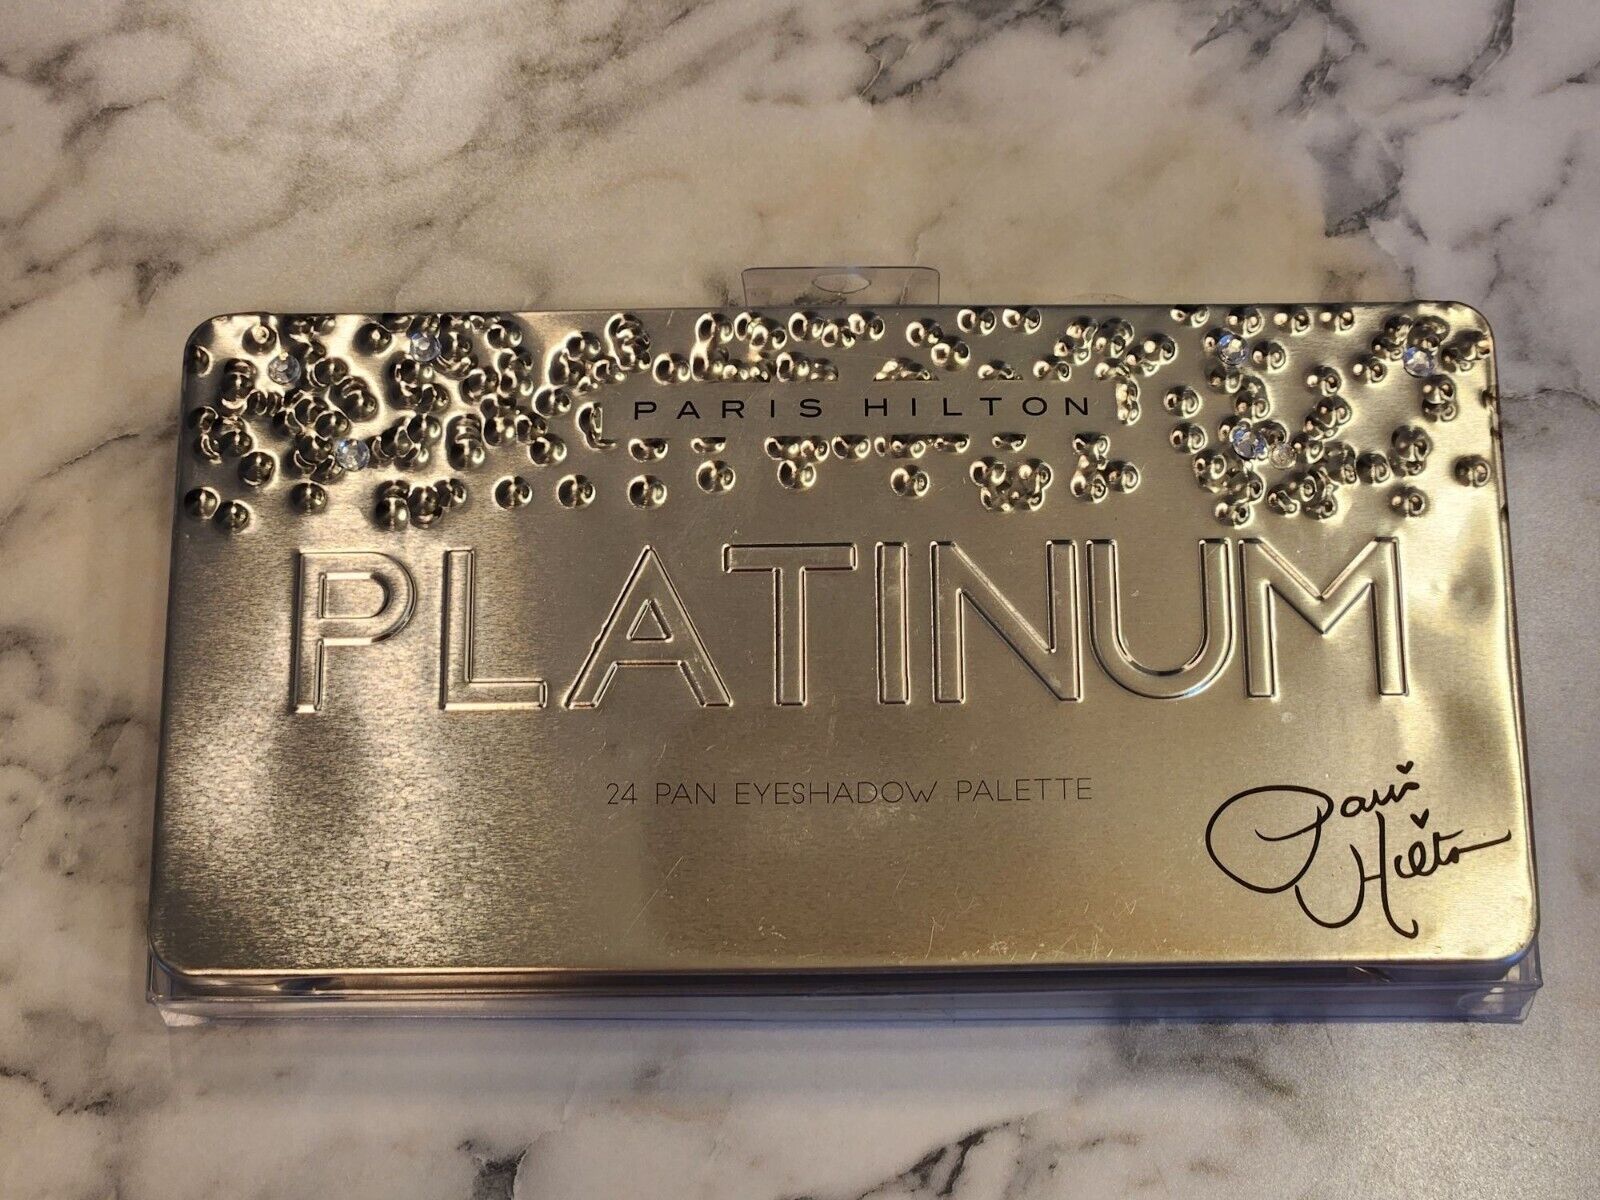 PARIS HILTON
PLATINUM
24 PAN EYESHADOW PALETTE
Paris
Hilton